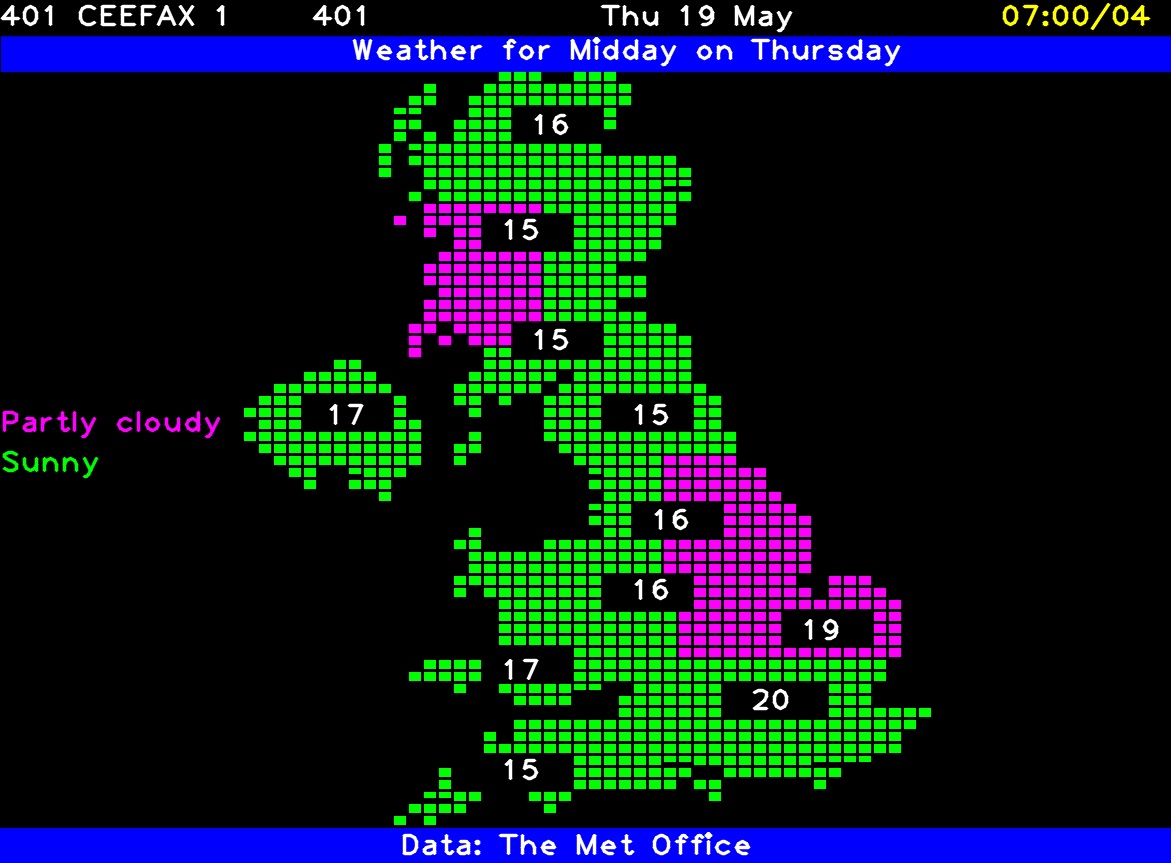 401 CEEFAX 1 401 Thu 19 May 07:00/04
Weather for Midday on Thursday
16
15
15
17 15
Partly cloudy
Sunny
16
16
19
17
20
15
Data: The Met Office